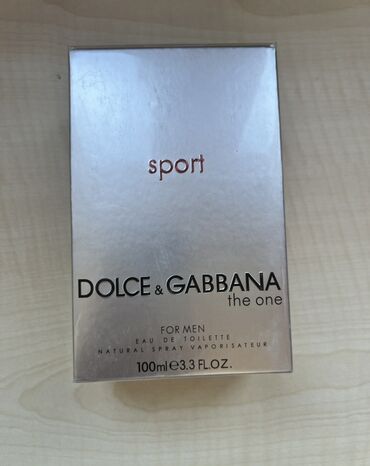 sport
DOLCE & GABBANA
the one
FOR MEN
EAU DE TOILETTE
NATURAL SPRAY VAPORISATEUR
100ml℮3.3 FL.OZ.